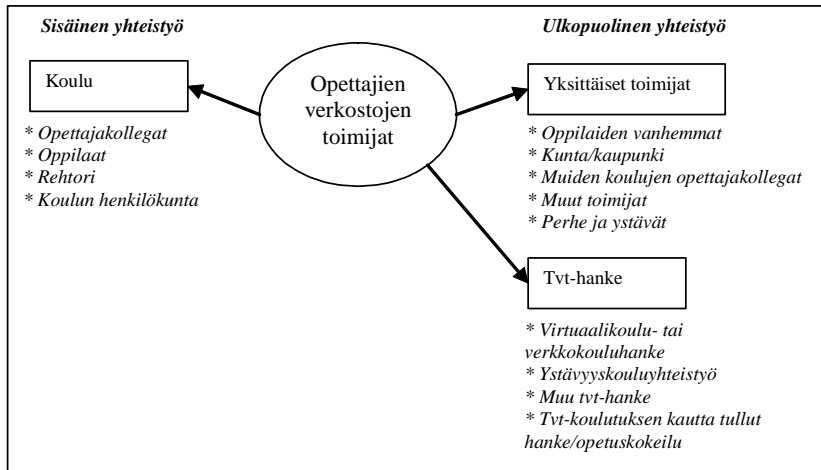 Sisäinen yhteistyö
Koulu
* Opettajakollegat
* Oppilaat
* Rehtori
* Koulun henkilökunta
Opettajien
verkostojen
toimijat
Ulkopuolinen yhteistyö
Yksittäiset toimijat
* Oppilaiden vanhemmat
* Kunta/kaupunki
* Muiden koulujen opettajakollegat
* Muut toimijat
* Perhe ja ystävät
Tvt-hanke
* Virtuaalikoulu- tai
verkkokouluhanke
* Ystävyyskouluyhteistyö
* Muu tvt-hanke
* Tvt-koulutuksen kautta tullut
hanke/opetuskokeilu